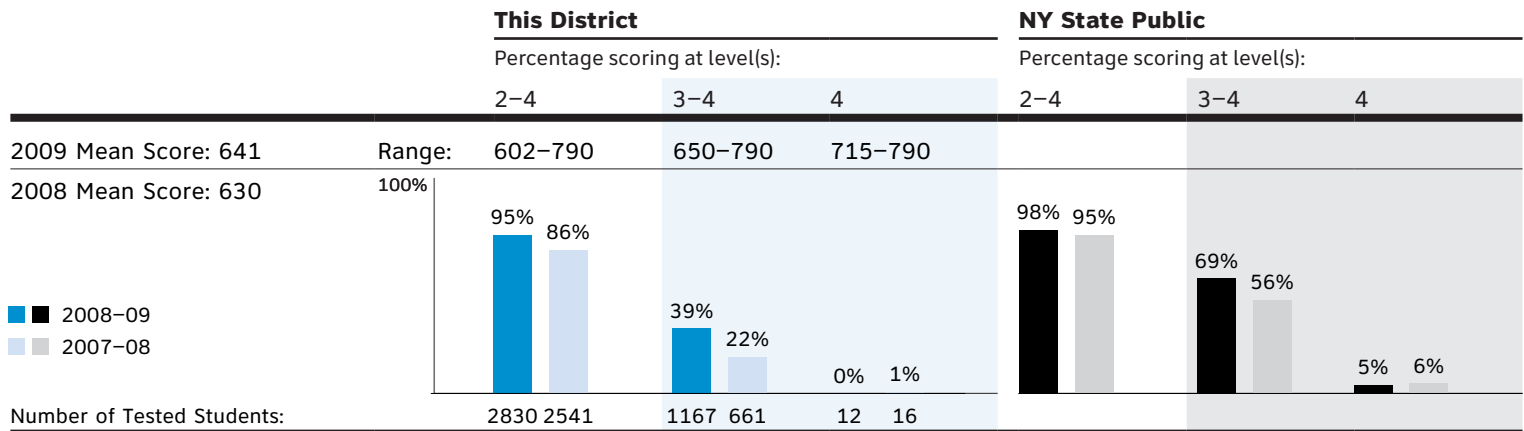 This District NY State Public
Percentage scoring at level(s): Percentage scoring at level(s):
2–4 3–4 4 2–4 3–4 4
2009 Mean Score: 641 Range: 602–790 650–790 715–790
2008 Mean Score: 630 100%
95% 86% 39% 22% 0% 1% 98% 95% 69% 56% 5% 6%
2008–09
2007–08
Number of Tested Students: 2830 2541 1167 661 12 16